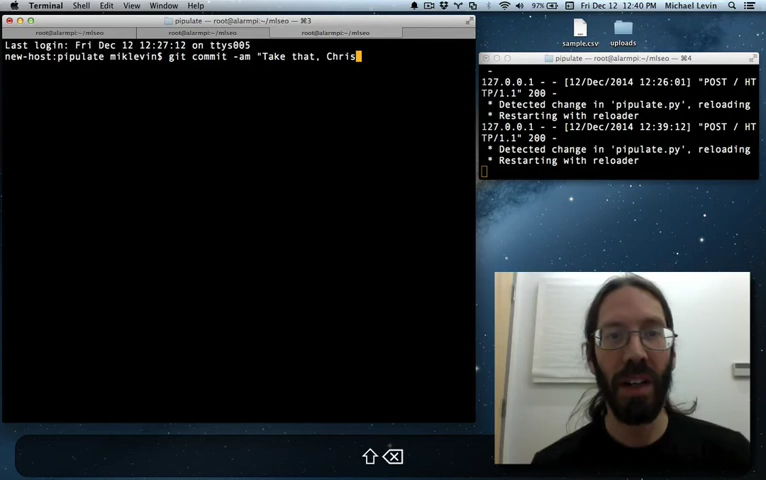 Terminal Shell Edit View Window Help
97% Fri Dec 12 12:40 PM Michael Levin
pipulate — root@alarmpi:~/mlseo — ⌘3
root@alarmpi:~/mlseo root@alarmpi:~/mlseo root@alarmpi:~/mlseo
Last login: Fri Dec 12 12:27:12 on ttys005
new-host:pipulate miklevin$ git commit -am "Take that, Chris
sample.csv uploads
pipulate — root@alarmpi:~/mlseo — ⌘4
-
127.0.0.1 - - [12/Dec/2014 12:26:01] "POST / HT
TP/1.1" 200 -
* Detected change in 'pipulate.py', reloading
* Restarting with reloader
127.0.0.1 - - [12/Dec/2014 12:39:12] "POST / HT
TP/1.1" 200 -
* Detected change in 'pipulate.py', reloading
* Restarting with reloader